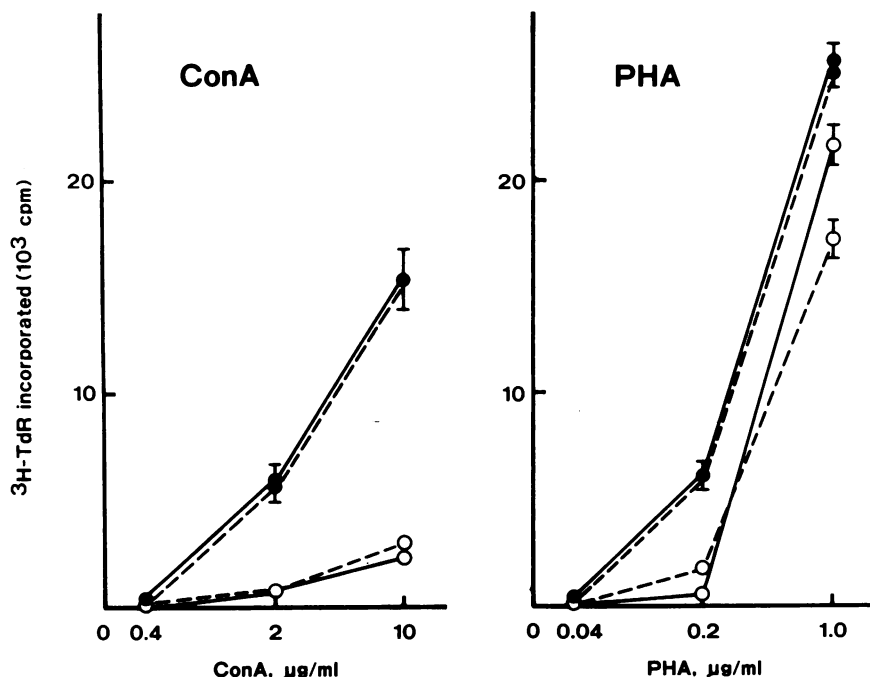 ConA
PHA
20
10
20
10
³H-TdR incorporated (10³ cpm)
0 0.4 2 10
0 0.04 0.2 1.0
ConA, µg/ml
PHA, µg/ml